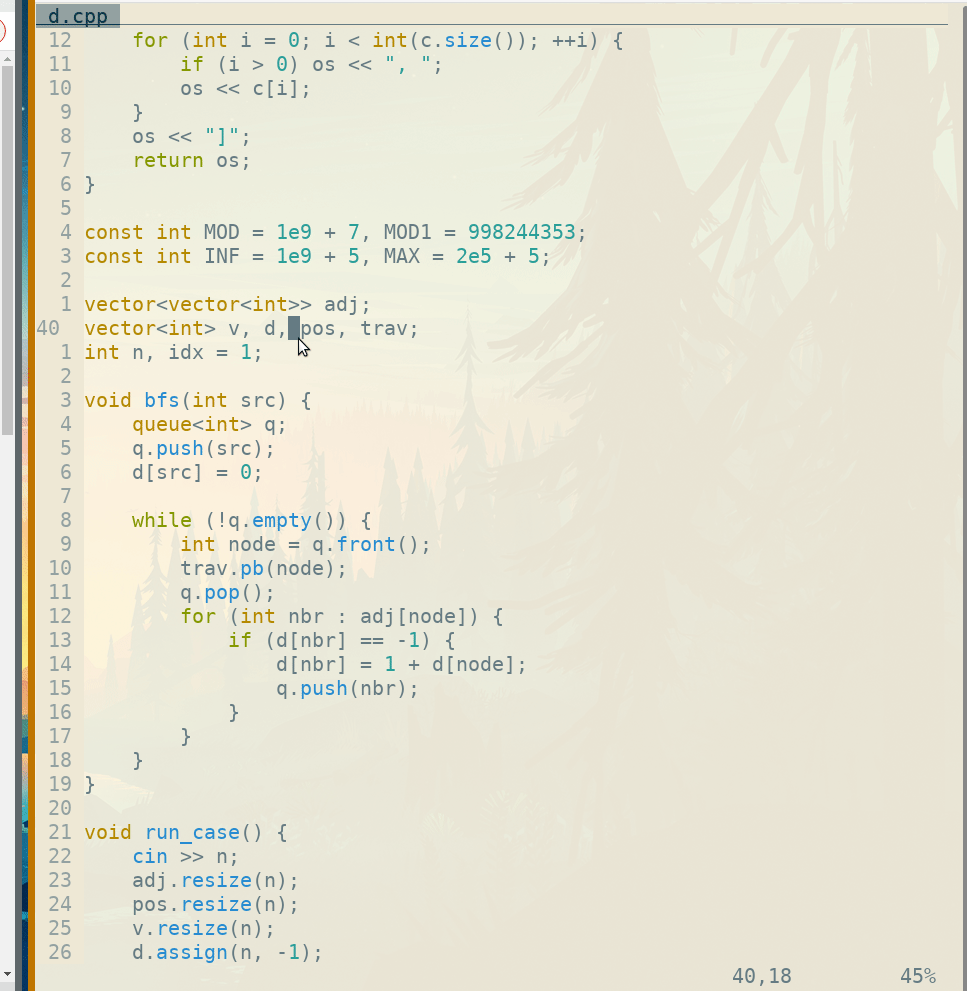 d.cpp
12     for (int i = 0; i < int(c.size()); ++i) {
11         if (i > 0) os << ", ";
10         os << c[i];
9     }
8     os << "]";
7     return os;
6 }
5
4 const int MOD = 1e9 + 7, MOD1 = 998244353;
3 const int INF = 1e9 + 5, MAX = 2e5 + 5;
2
1 vector<vector<int>> adj;
40 vector<int> v, d, pos, trav;
1 int n, idx = 1;
2
3 void bfs(int src) {
4     queue<int> q;
5     q.push(src);
6     d[src] = 0;
7
8     while (!q.empty()) {
9         int node = q.front();
10         trav.pb(node);
11         q.pop();
12         for (int nbr : adj[node]) {
13             if (d[nbr] == -1) {
14                 d[nbr] = 1 + d[node];
15                 q.push(nbr);
16             }
17         }
18     }
19 }
20
21 void run_case() {
22     cin >> n;
23     adj.resize(n);
24     pos.resize(n);
25     v.resize(n);
26     d.assign(n, -1);
40,18 45%